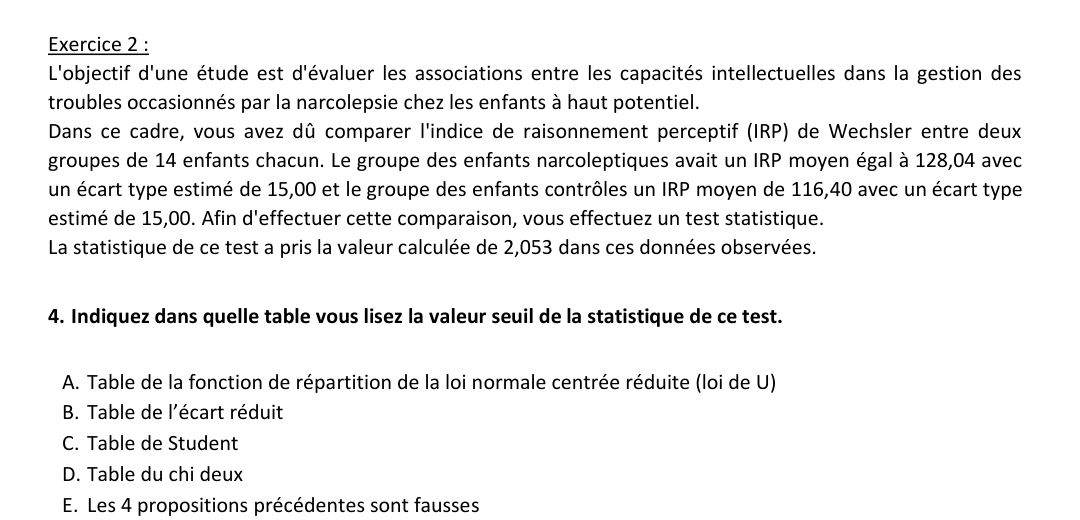 Exercice 2 :
L'objectif d'une étude est d'évaluer les associations entre les capacités intellectuelles dans la gestion des
troubles occasionnés par la narcolepsie chez les enfants à haut potentiel.
Dans ce cadre, vous avez dû comparer l'indice de raisonnement perceptif (IRP) de Wechsler entre deux
groupes de 14 enfants chacun. Le groupe des enfants narcoleptiques avait un IRP moyen égal à 128,04 avec
un écart type estimé de 15,00 et le groupe des enfants contrôles un IRP moyen de 116,40 avec un écart type
estimé de 15,00. Afin d'effectuer cette comparaison, vous effectuez un test statistique.
La statistique de ce test a pris la valeur calculée de 2,053 dans ces données observées.
4. Indiquez dans quelle table vous lisez la valeur seuil de la statistique de ce test.
A. Table de la fonction de répartition de la loi normale centrée réduite (loi de U)
B. Table de l’écart réduit
C. Table de Student
D. Table du chi deux
E. Les 4 propositions précédentes sont fausses